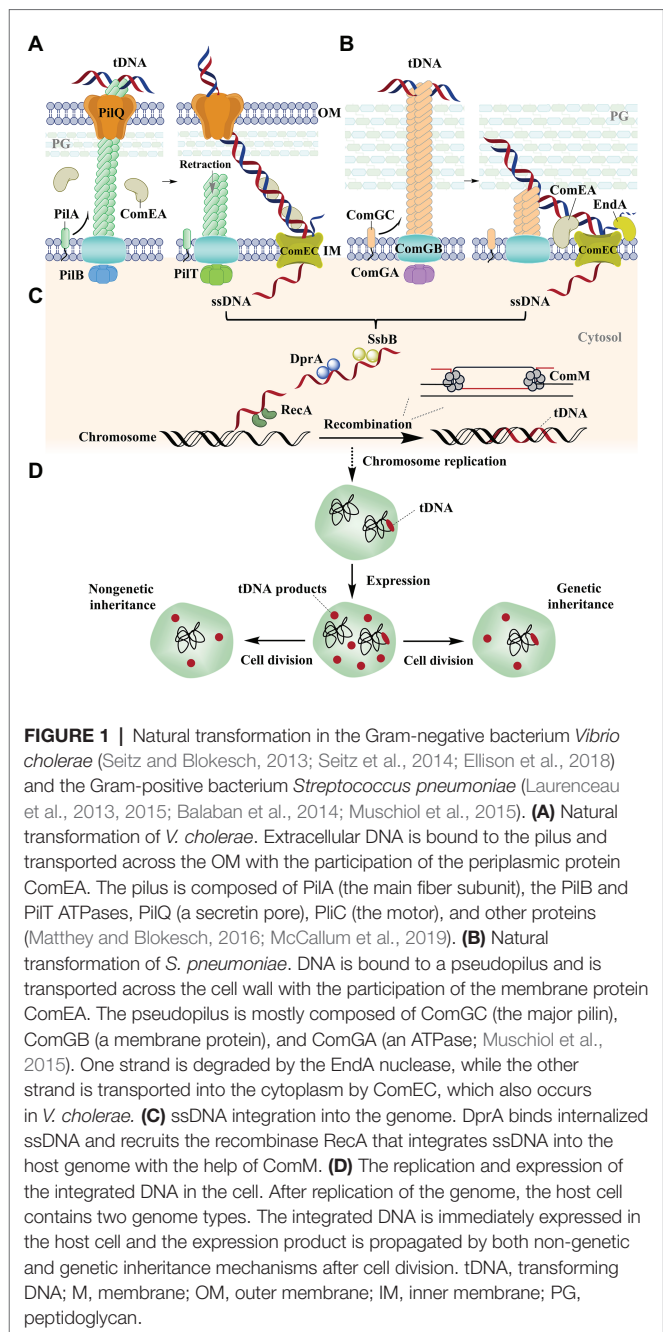 A
B
tDNA
tDNA
PilQ
OM
PG
PG
Retraction
PilA
ComEA
ComGC
ComEA
EndA
ComEC
IM
ComGB
ComEC
PilB
PilT
ComGA
C
ssDNA
ssDNA
SsbB
Cytosol
DprA
ComM
RecA
Recombination
tDNA
Chromosome
D
Chromosome replication
tDNA
Nongenetic
inheritance
tDNA products
Expression
Genetic
inheritance
Cell division
Cell division
FIGURE 1 | Natural transformation in the Gram-negative bacterium Vibrio
cholerae (Seitz and Blokesch, 2013; Seitz et al., 2014; Ellison et al., 2018)
and the Gram-positive bacterium Streptococcus pneumoniae (Laurenceau
et al., 2013, 2015; Balaban et al., 2014; Muschiol et al., 2015). (A) Natural
transformation of V. cholerae. Extracellular DNA is bound to the pilus and
transported across the OM with the participation of the periplasmic protein
ComEA. The pilus is composed of PilA (the main fiber subunit), the PilB and
PilT ATPases, PilQ (a secretin pore), PliC (the motor), and other proteins
(Matthey and Blokesch, 2016; McCallum et al., 2019). (B) Natural
transformation of S. pneumoniae. DNA is bound to a pseudopilus and is
transported across the cell wall with the participation of the membrane protein
ComEA. The pseudopilus is mostly composed of ComGC (the major pilin),
ComGB (a membrane protein), and ComGA (an ATPase; Muschiol et al.,
2015). One strand is degraded by the EndA nuclease, while the other
strand is transported into the cytoplasm by ComEC, which also occurs
in V. cholerae. (C) ssDNA integration into the genome. DprA binds internalized
ssDNA and recruits the recombinase RecA that integrates ssDNA into the
host genome with the help of ComM. (D) The replication and expression of
the integrated DNA in the cell. After replication of the genome, the host cell
contains two genome types. The integrated DNA is immediately expressed in
the host cell and the expression product is propagated by both non-genetic
and genetic inheritance mechanisms after cell division. tDNA, transforming
DNA; M, membrane; OM, outer membrane; IM, inner membrane; PG,
peptidoglycan.